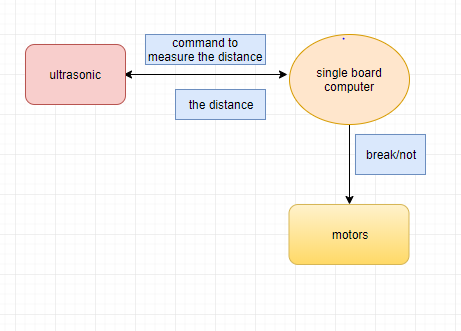 command to
measure the distance
ultrasonic
single board
computer
the distance
break/not
motors